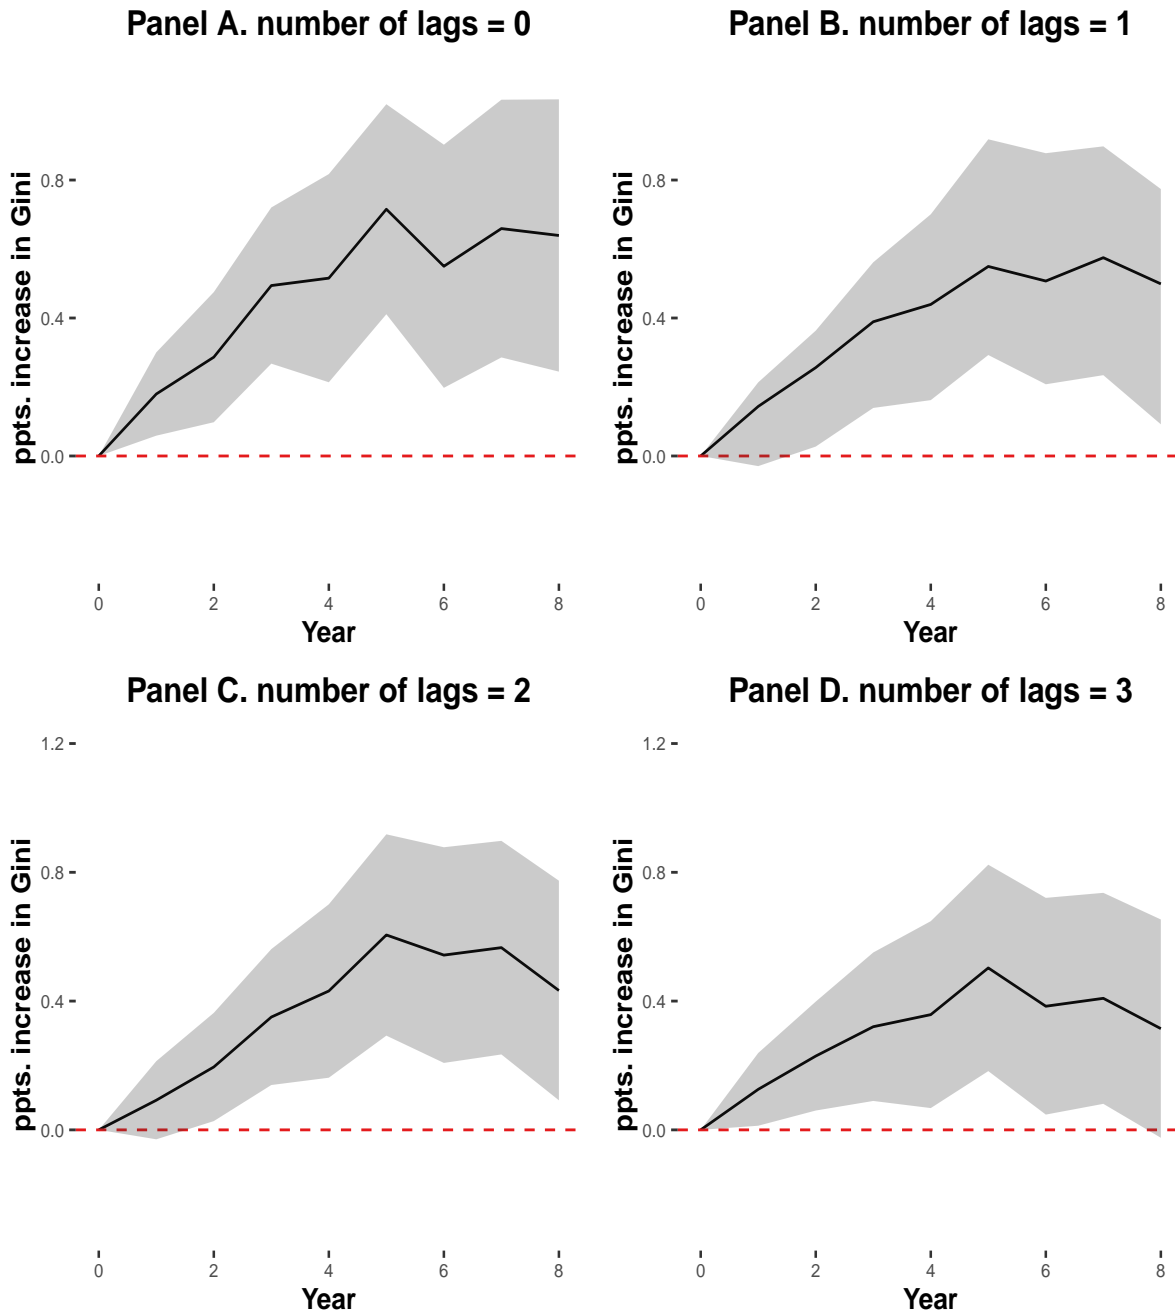 Panel A. number of lags = 0
ppts. increase in Gini
0.8
0.4
0.0
0 2 4 6 8
Year
Panel B. number of lags = 1
ppts. increase in Gini
0.8
0.4
0.0
0 2 4 6 8
Year
Panel C. number of lags = 2
ppts. increase in Gini
1.2
0.8
0.4
0.0
0 2 4 6 8
Year
Panel D. number of lags = 3
ppts. increase in Gini
1.2
0.8
0.4
0.0
0 2 4 6 8
Year